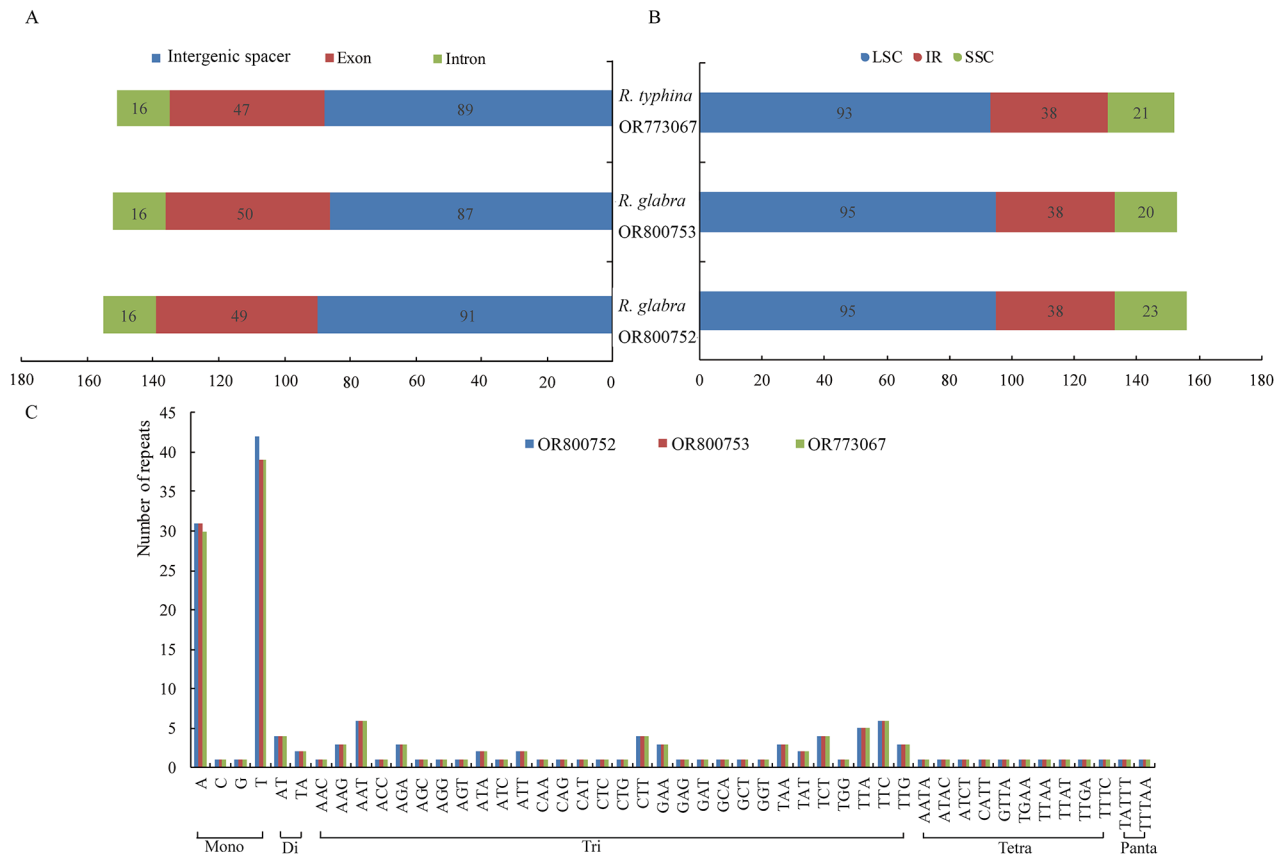 A
Intergenic spacer Exon Intron
16 47 89
R. typhina
OR773067
16 50 87
R. glabra
OR800753
16 49 91
R. glabra
OR800752
180 160 140 120 100 80 60 40 20 0
B
LSC IR SSC
93 38 21
95 38 20
95 38 23
0 20 40 60 80 100 120 140 160 180
C
Number of repeats
45
40
35
30
25
20
15
10
5
0
OR800752 OR800753 OR773067
A C G T AT TA AAC AAG AAT ACC AGA AGC AGG AGT ATA ATC ATT CAA CAG CAT CTC CTG CTT GAA GAG GAT GCA GCT GGT TAA TAT TCT TGG TTA TTC TTG AATA ATAC ATCT CATT GTTA TGAA TTAA TTAT TTGA TTTC TATTT TTTAA
Mono Di Tri Tetra Panta